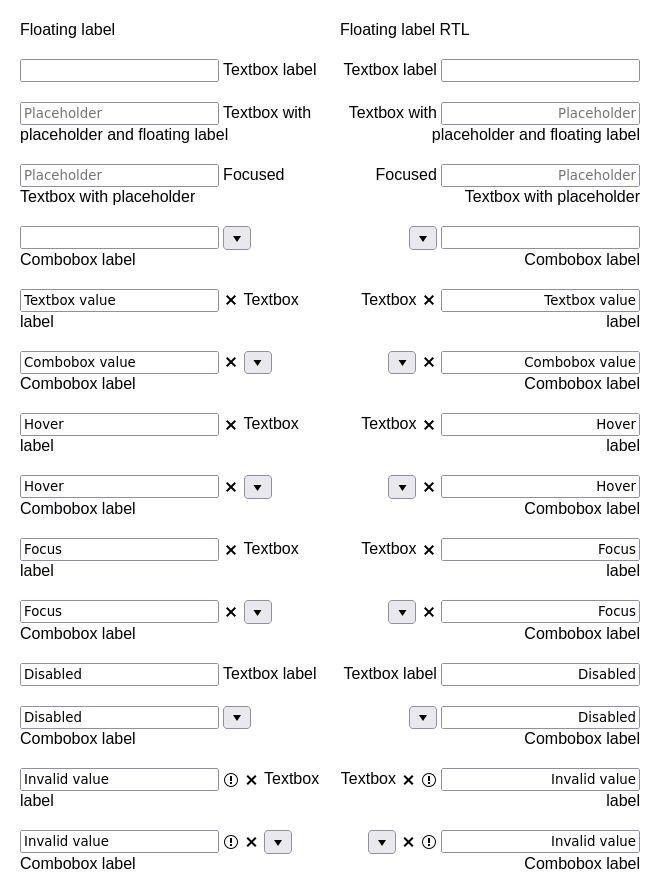 Floating label
Floating label RTL
Textbox label
Textbox label
Placeholder Textbox with
placeholder and floating label
Textbox with Placeholder
placeholder and floating label
Placeholder Focused
Textbox with placeholder
Focused Placeholder
Textbox with placeholder
Combobox label
Combobox label
Textbox value Textbox
label
Textbox Textbox value
label
Combobox value
Combobox label
Combobox value
Combobox label
Hover Textbox
label
Textbox Hover
label
Hover
Combobox label
Hover
Combobox label
Focus Textbox
label
Textbox Focus
label
Focus
Combobox label
Focus
Combobox label
Disabled Textbox label
Textbox label Disabled
Disabled
Combobox label
Disabled
Combobox label
Invalid value Textbox
label
Textbox Invalid value
label
Invalid value
Combobox label
Invalid value
Combobox label